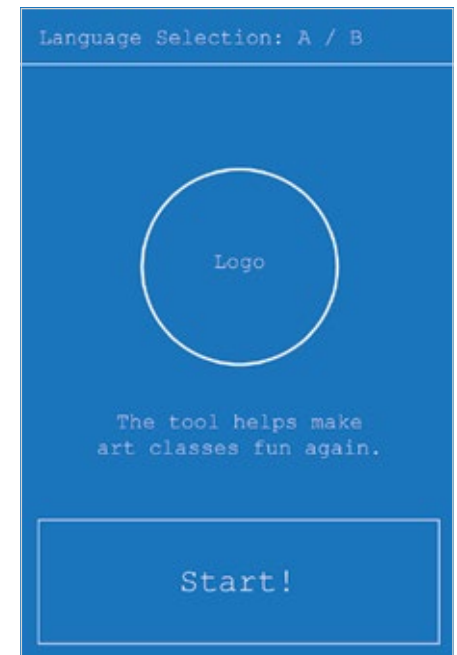 Language Selection: A / B
Logo
The tool helps make
art classes fun again.
Start!